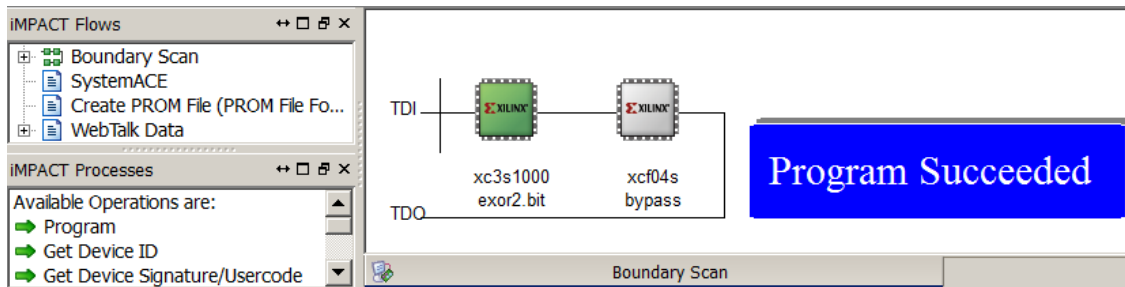 iMPACT Flows
Boundary Scan
SystemACE
Create PROM File (PROM File Fo...
WebTalk Data
iMPACT Processes
Available Operations are:
Program
Get Device ID
Get Device Signature/Usercode
TDI
XILINX
XILINX
xc3s1000
exor2.bit
xcf04s
bypass
TDO
Program Succeeded
Boundary Scan